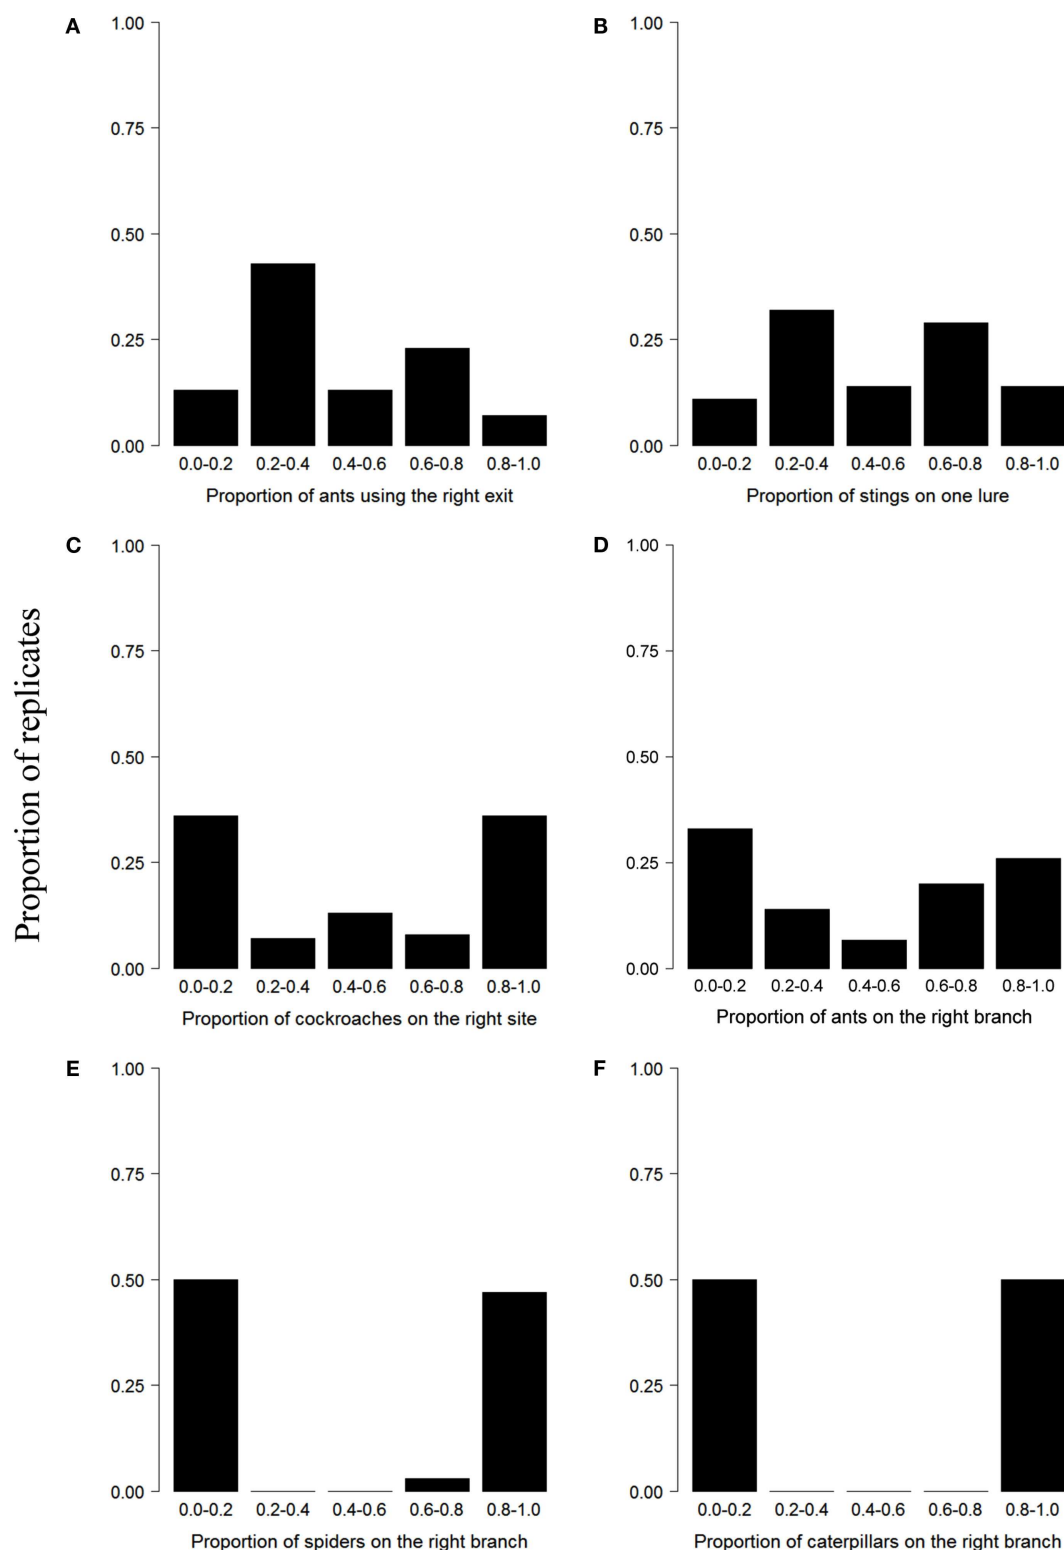 Proportion of replicates
A
1.00
0.75
0.50
0.25
0.00
0.0-0.2 0.2-0.4 0.4-0.6 0.6-0.8 0.8-1.0
Proportion of ants using the right exit
B
1.00
0.75
0.50
0.25
0.00
0.0-0.2 0.2-0.4 0.4-0.6 0.6-0.8 0.8-1.0
Proportion of stings on one lure
C
1.00
0.75
0.50
0.25
0.00
0.0-0.2 0.2-0.4 0.4-0.6 0.6-0.8 0.8-1.0
Proportion of cockroaches on the right site
D
1.00
0.75
0.50
0.25
0.00
0.0-0.2 0.2-0.4 0.4-0.6 0.6-0.8 0.8-1.0
Proportion of ants on the right branch
E
1.00
0.75
0.50
0.25
0.00
0.0-0.2 0.2-0.4 0.4-0.6 0.6-0.8 0.8-1.0
Proportion of spiders on the right branch
F
1.00
0.75
0.50
0.25
0.00
0.0-0.2 0.2-0.4 0.4-0.6 0.6-0.8 0.8-1.0
Proportion of caterpillars on the right branch